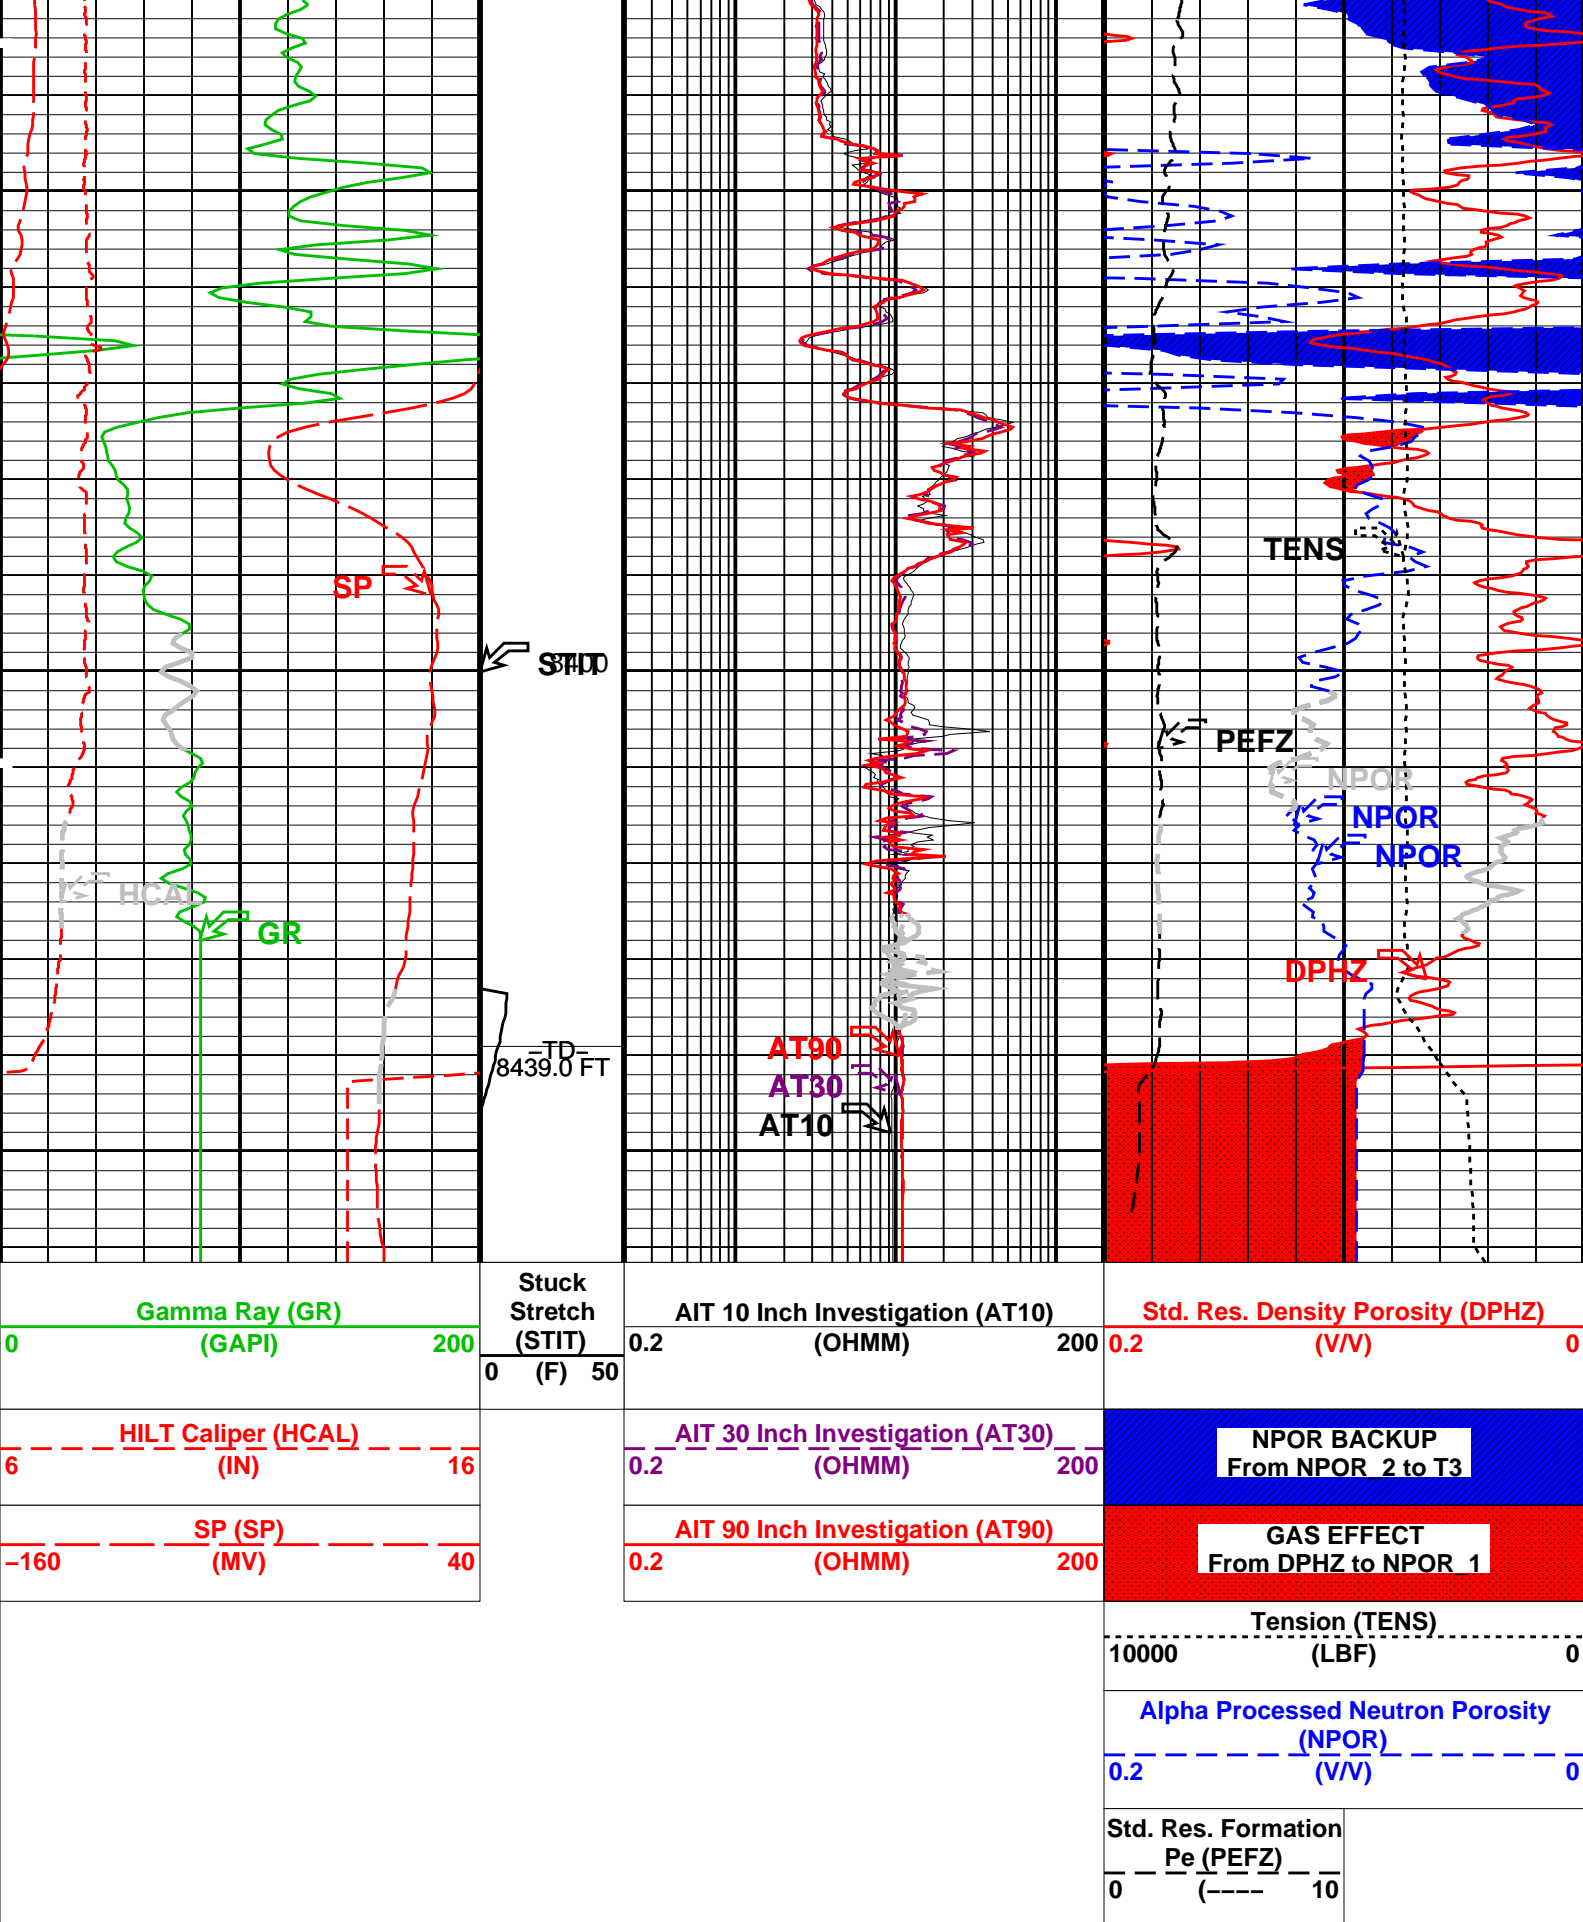 TENS
SP
STIT
8400
PEFZ
NPOR
NPOR
NPOR
HCAL
GR
DPHZ
AT90
AT30
AT10
–TD–
8439.0 FT
Gamma Ray (GR)
0 (GAPI) 200
HILT Caliper (HCAL)
6 (IN) 16
SP (SP)
–160 (MV) 40
Stuck
Stretch
(STIT)
0 (F) 50
AIT 10 Inch Investigation (AT10)
0.2 (OHMM) 200
AIT 30 Inch Investigation (AT30)
0.2 (OHMM) 200
AIT 90 Inch Investigation (AT90)
0.2 (OHMM) 200
Std. Res. Density Porosity (DPHZ)
0.2 (V/V) 0
NPOR BACKUP
From NPOR_2 to T3
GAS EFFECT
From DPHZ to NPOR_1
Tension (TENS)
10000 (LBF) 0
Alpha Processed Neutron Porosity
(NPOR)
0.2 (V/V) 0
Std. Res. Formation
Pe (PEFZ)
0 (–––– 10